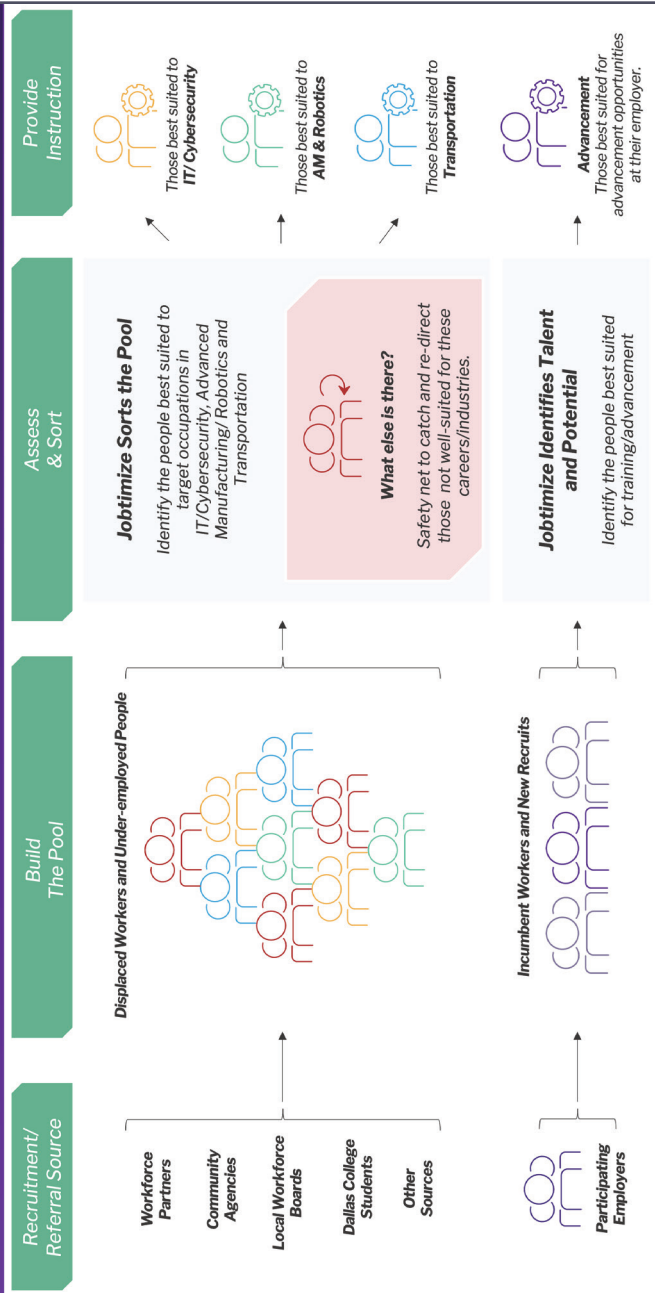 Recruitment/
Referral Source
Build
The Pool
Assess
& Sort
Provide
Instruction
Workforce
Partners
Community
Agencies
Local Workforce
Boards
Dallas College
Students
Other
Sources
Displaced Workers and Under-employed People
Jobtimize Sorts the Pool
Identify the people best suited to
target occupations in
IT/Cybersecurity, Advanced
Manufacturing/ Robotics and
Transportation
What else is there?
Safety net to catch and re-direct
those not well-suited for these
careers/industries.
Those best suited to
IT/ Cybersecurity
Those best suited to
AM & Robotics
Those best suited to
Transportation
Participating
Employers
Incumbent Workers and New Recruits
Jobtimize Identifies Talent
and Potential
Identify the people best suited
for training/advancement
Advancement
Those best suited for
advancement opportunities
at their employer.